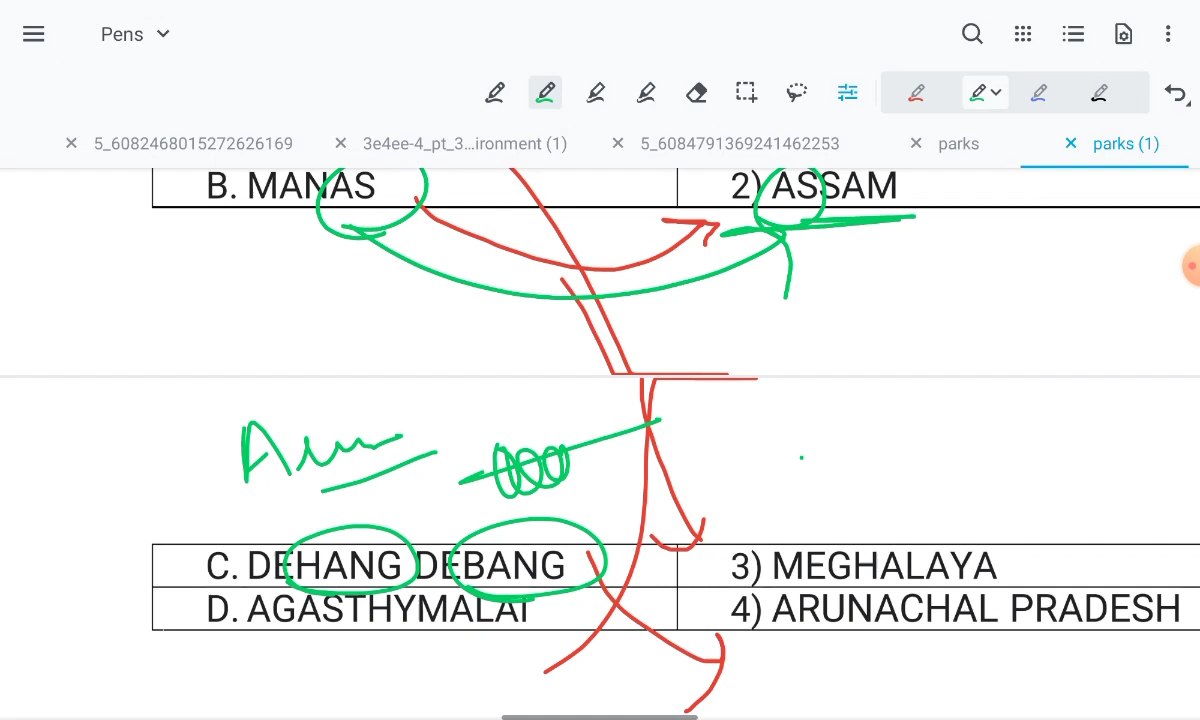 Pens
5_6082468015272626169 3e4ee-4_pt_3...ironment (1) 5_6084791369241462253 parks parks (1)
B. MANAS 2) ASSAM
C. DEHANG DEBANG 3) MEGHALAYA
D. AGASTHYMALAI 4) ARUNACHAL PRADESH